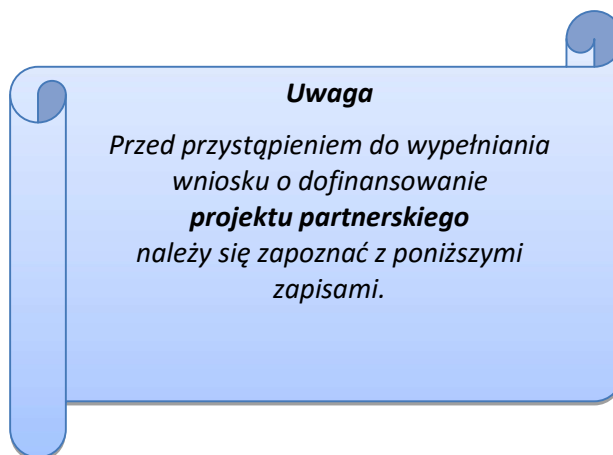 Uwaga
Przed przystąpieniem do wypełniania
wniosku o dofinansowanie
projektu partnerskiego
należy się zapoznać z poniższymi
zapisami.